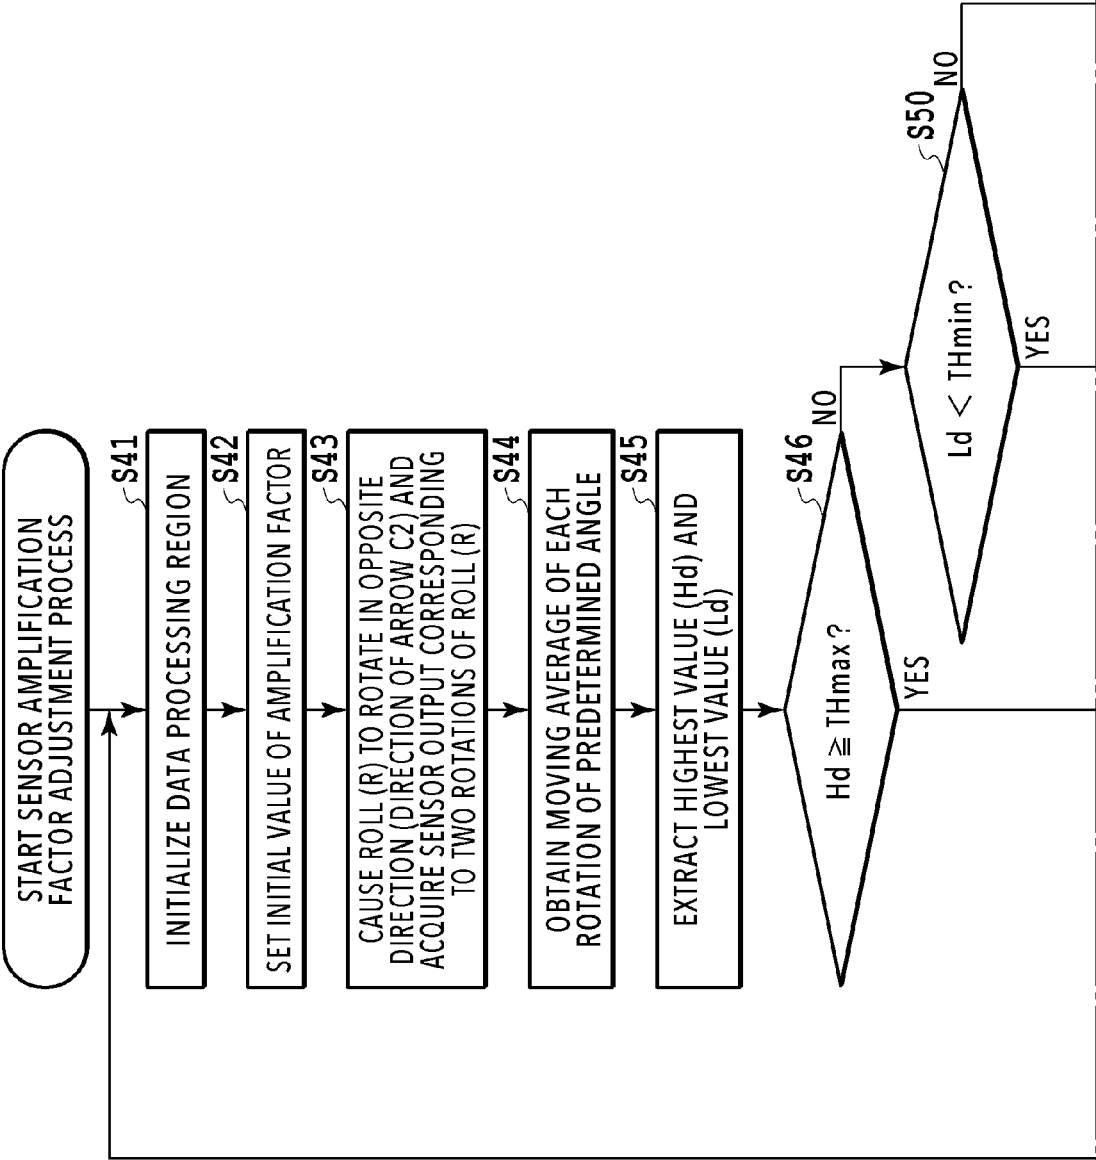 START SENSOR AMPLIFICATION
FACTOR ADJUSTMENT PROCESS
S41
INITIALIZE DATA PROCESSING REGION
S42
SET INITIAL VALUE OF AMPLIFICATION FACTOR
S43
CAUSE ROLL (R) TO ROTATE IN OPPOSITE
DIRECTION (DIRECTION OF ARROW C2) AND
ACQUIRE SENSOR OUTPUT CORRESPONDING
TO TWO ROTATIONS OF ROLL (R)
S44
OBTAIN MOVING AVERAGE OF EACH
ROTATION OF PREDETERMINED ANGLE
S45
EXTRACT HIGHEST VALUE (Hd) AND
LOWEST VALUE (Ld)
S46
Hd ≧ THmax?
NO
YES
S50
Ld < THmin?
NO
YES